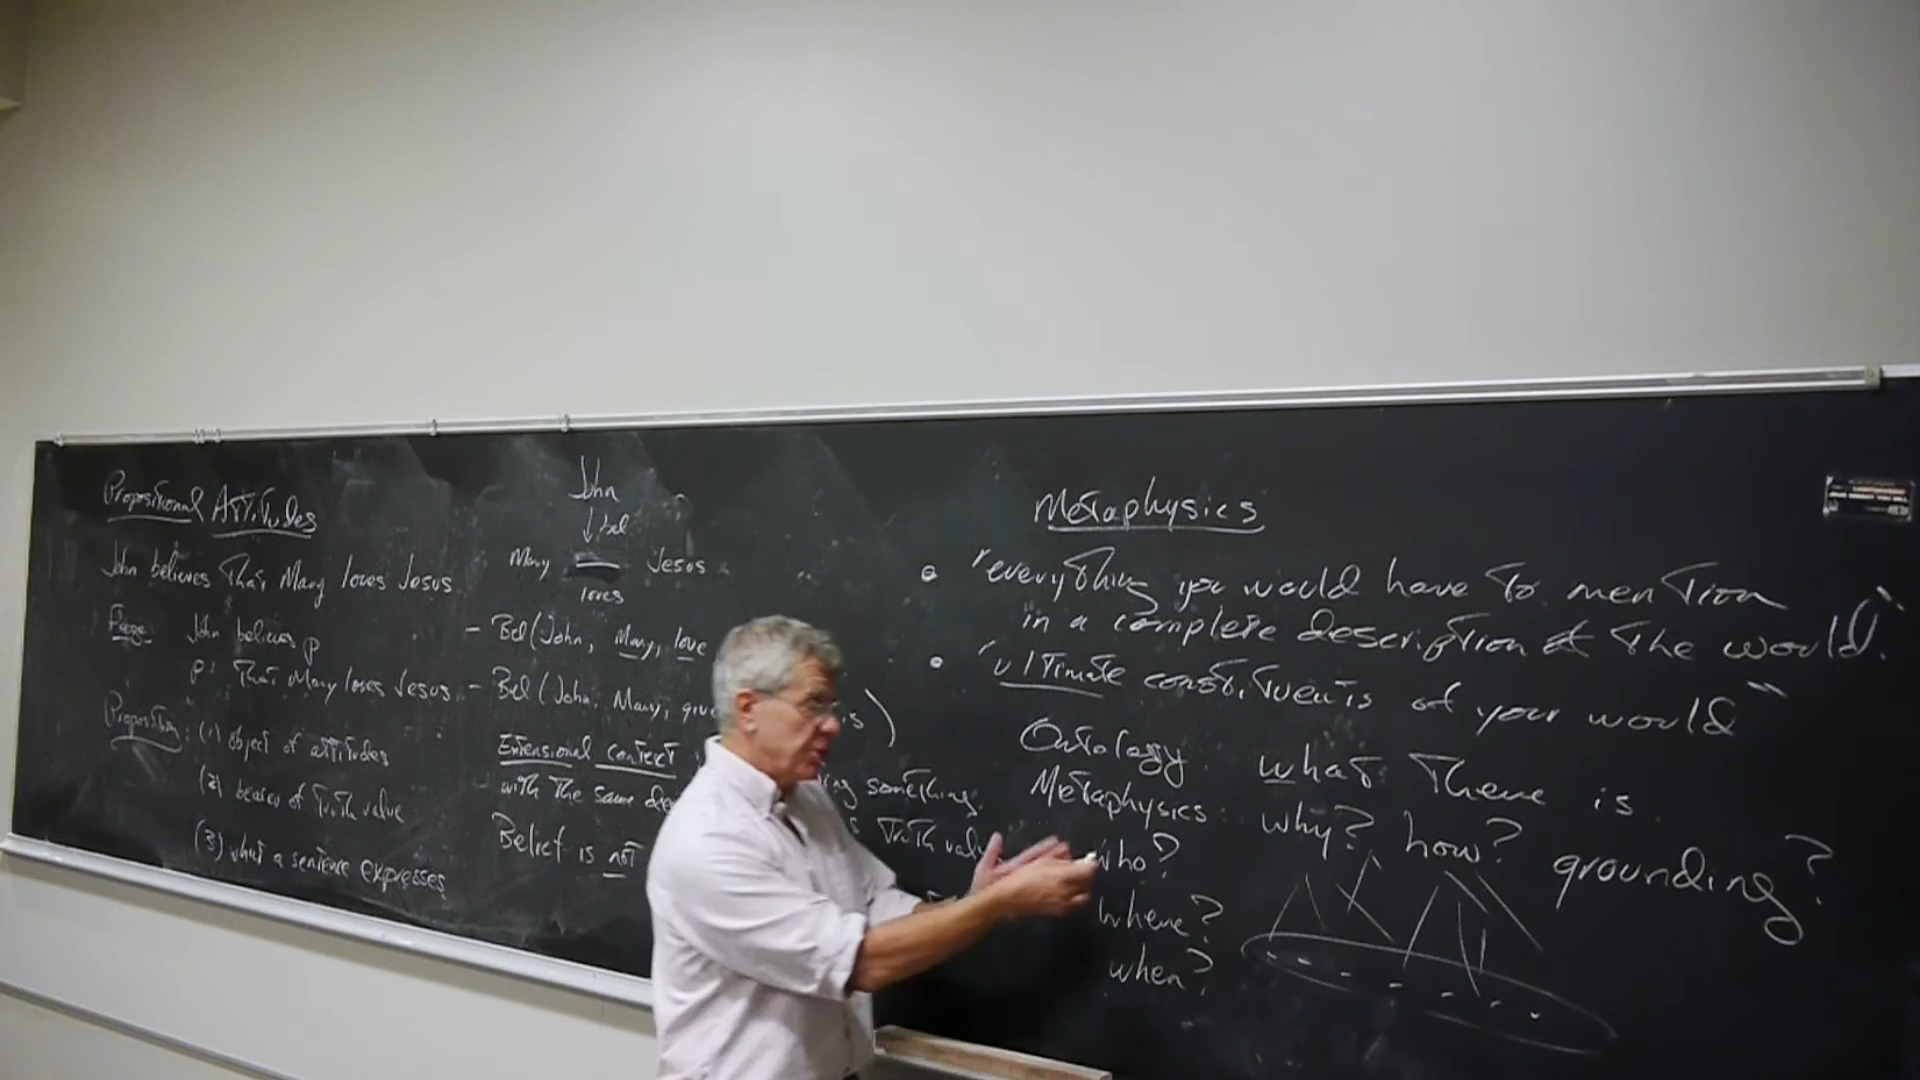 Propositional Attitudes
John believes that Mary loves Jesus
Frege: John believes p
p: that Mary loves Jesus
Proposition: (1) object of attitudes
(2) bearer of truth value
(3) what a sentence expresses
John
↓ bel
Mary Jesus
loves
- Bel (John, Mary, love
- Bel (John, Mary, )
Extensional context
with the same something.
Belief is not truth
Metaphysics
• "everything you would have to mention
in a complete description of the world."
• "ultimate constituents of your world"
Ontology: what there is.
Metaphysics: why? how? grounding?
who?
where?
when?